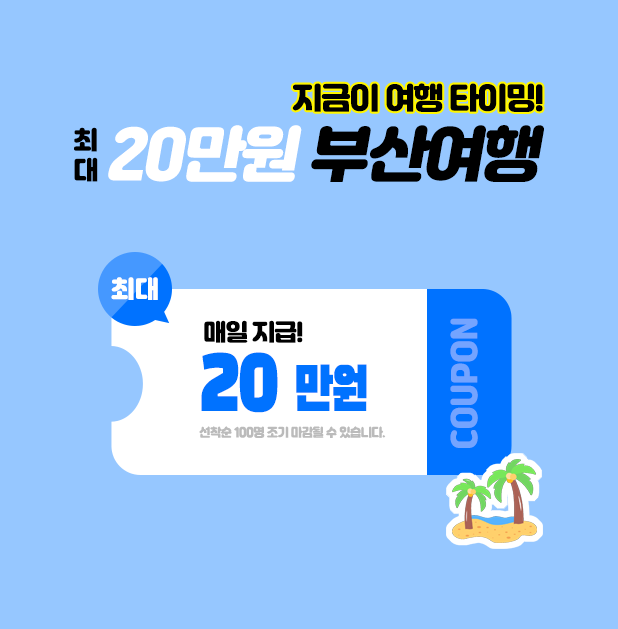 지금이 여행 타이밍!
최대 20만원 부산여행
최대
매일 지급!
20 만원
선착순 100명 조기 마감될 수 있습니다.
COUPON